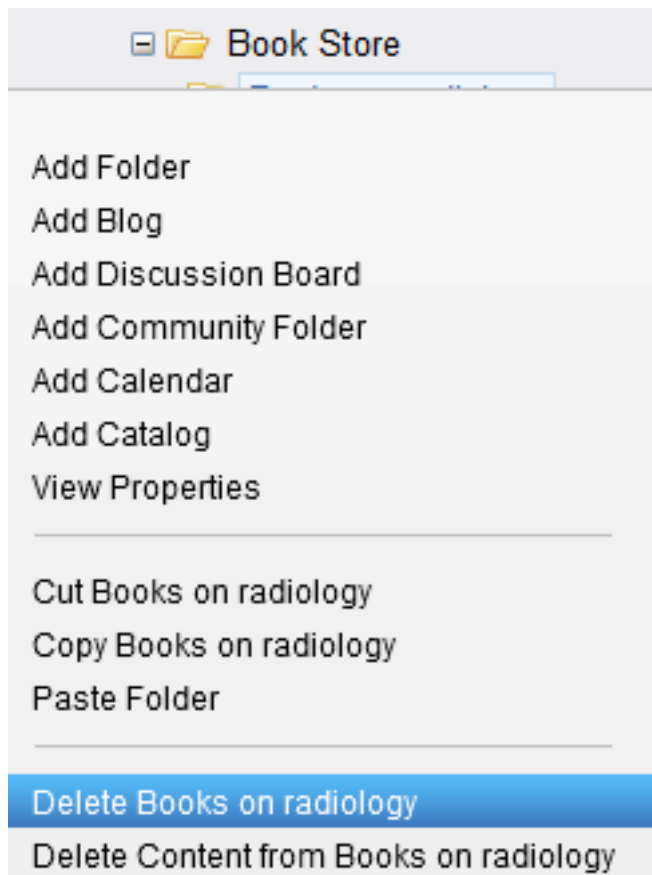 Book Store
Add Folder
Add Blog
Add Discussion Board
Add Community Folder
Add Calendar
Add Catalog
View Properties
Cut Books on radiology
Copy Books on radiology
Paste Folder
Delete Books on radiology
Delete Content from Books on radiology